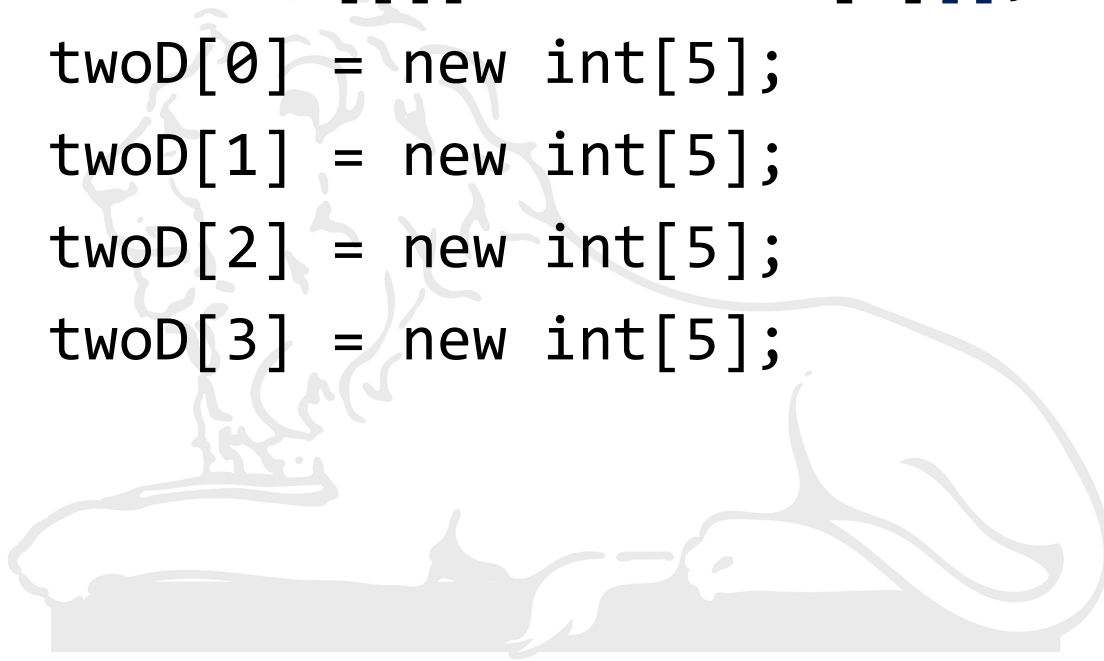 twoD[0] = new int[5];
twoD[1] = new int[5];
twoD[2] = new int[5];
twoD[3] = new int[5];